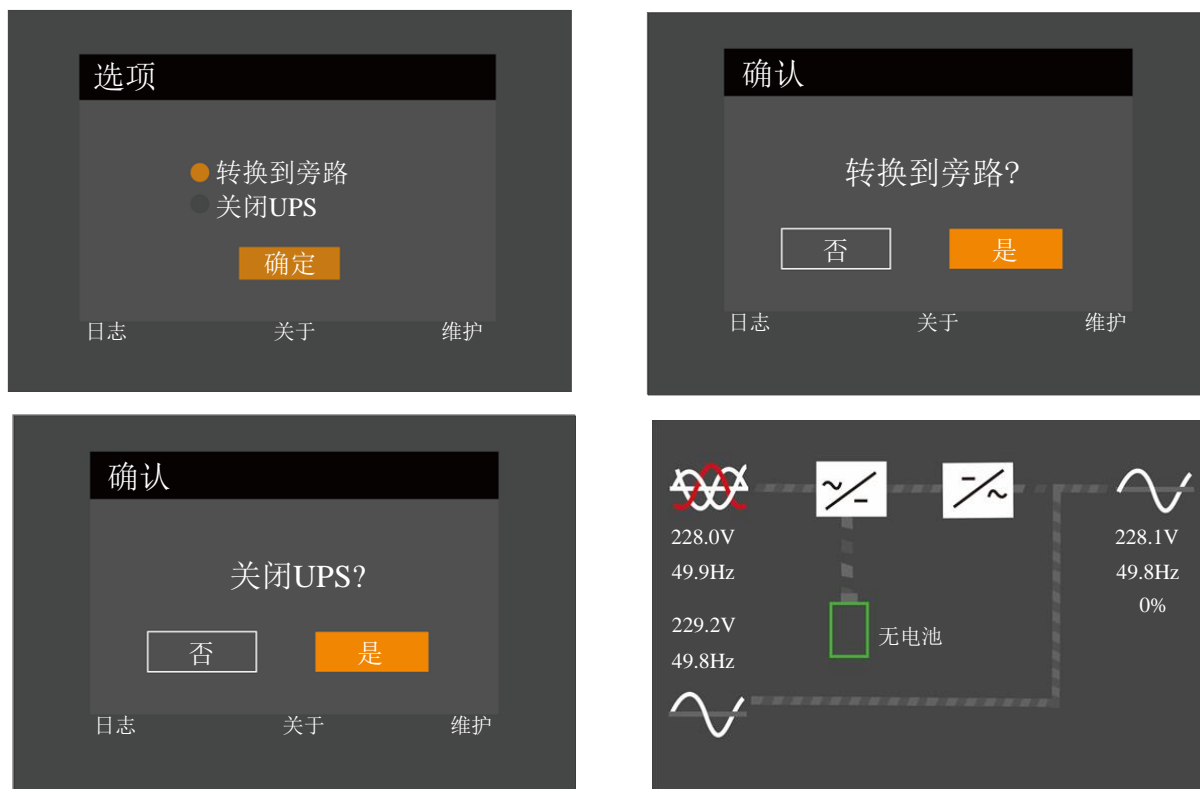 选项
转换到旁路
关闭UPS
确定
日志 关于 维护
确认
转换到旁路?
否 是
日志 关于 维护
确认
关闭UPS?
否 是
日志 关于 维护
228.0V
49.9Hz
229.2V
49.8Hz
无电池
228.1V
49.8Hz
0%